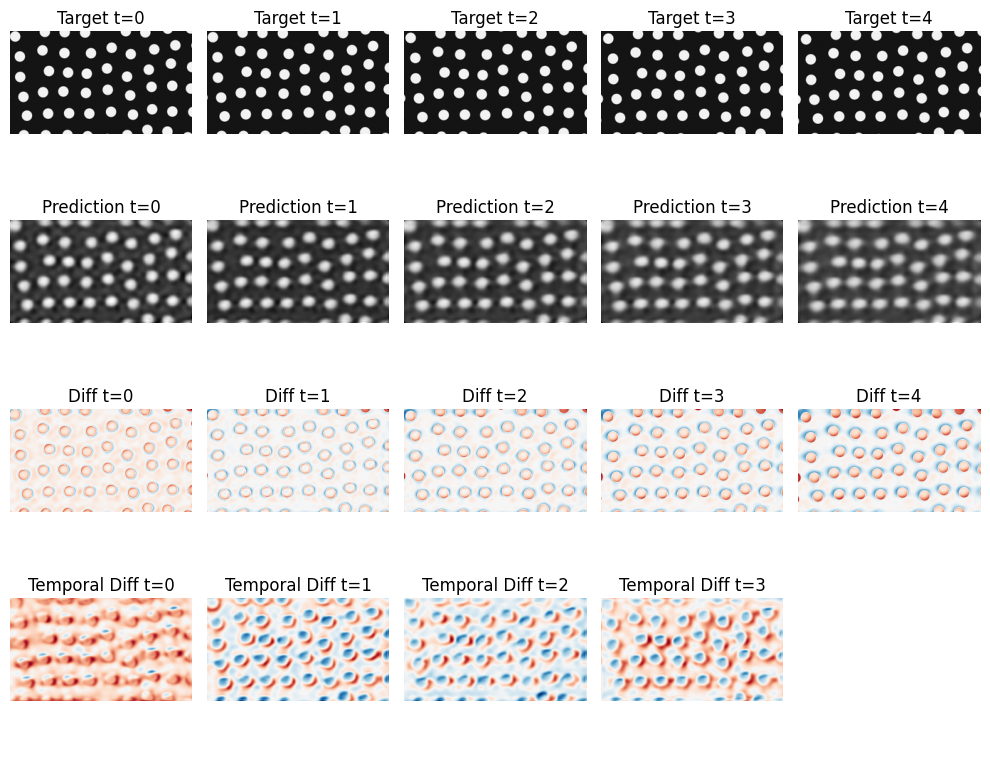 Target t=0 Target t=1 Target t=2 Target t=3 Target t=4
Prediction t=0 Prediction t=1 Prediction t=2 Prediction t=3 Prediction t=4
Diff t=0 Diff t=1 Diff t=2 Diff t=3 Diff t=4
Temporal Diff t=0 Temporal Diff t=1 Temporal Diff t=2 Temporal Diff t=3